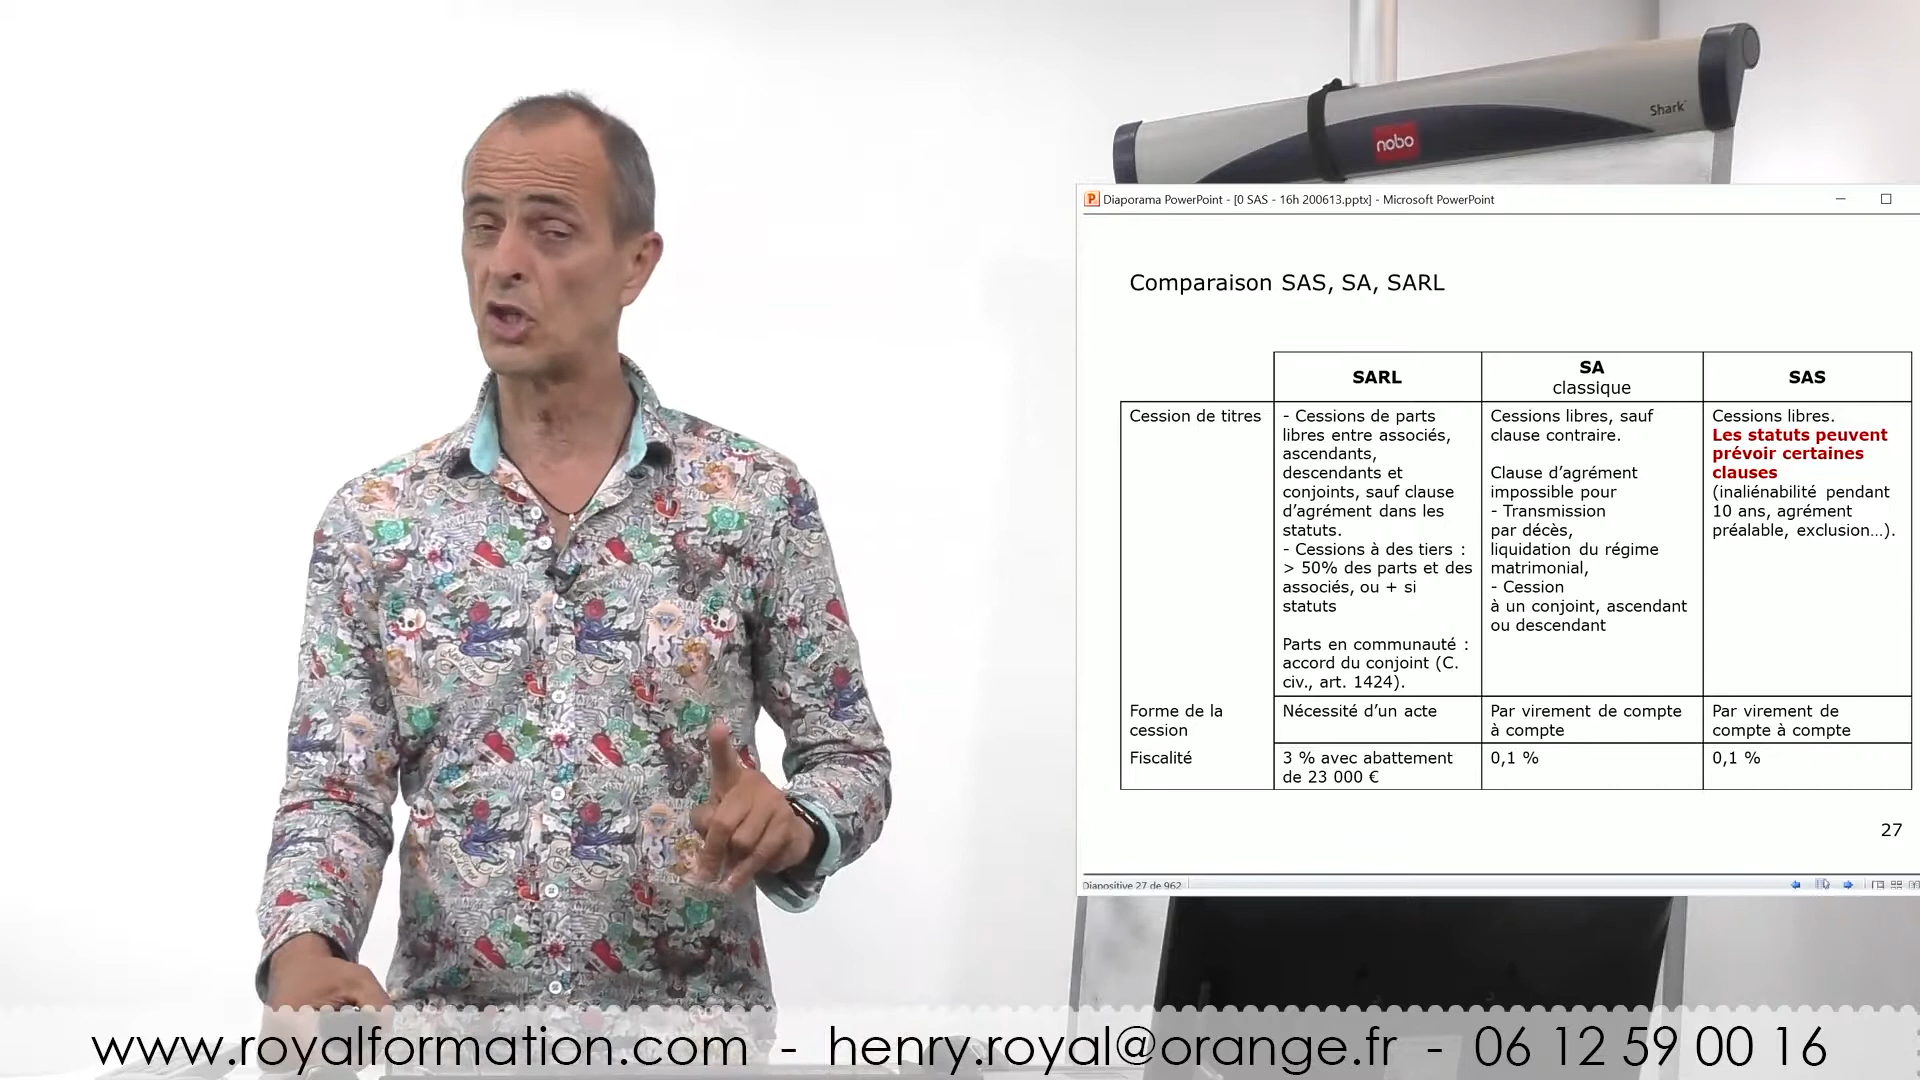 Shark
nobo
Diaporama PowerPoint - [0 SAS - 16h 200613.pptx] - Microsoft PowerPoint
Comparaison SAS, SA, SARL
SARL
SA
classique
SAS
Cession de titres
- Cessions de parts
libres entre associés,
ascendants,
descendants et
conjoints, sauf clause
d’agrément dans les
statuts.
- Cessions à des tiers :
> 50% des parts et des
associés, ou + si
statuts
Parts en communauté :
accord du conjoint (C.
civ., art. 1424).
Cessions libres, sauf
clause contraire.
Clause d’agrément
impossible pour
- Transmission
par décès,
liquidation du régime
matrimonial,
- Cession
à un conjoint, ascendant
ou descendant
Cessions libres.
Les statuts peuvent
prévoir certaines
clauses
(inaliénabilité pendant
10 ans, agrément
préalable, exclusion…).
Forme de la
cession
Nécessité d’un acte
Par virement de compte
à compte
Par virement de
compte à compte
Fiscalité
3 % avec abattement
de 23 000 €
0,1 %
0,1 %
27
Diapositive 27 de 962
www.royalformation.com - henry.royal@orange.fr - 06 12 59 00 16